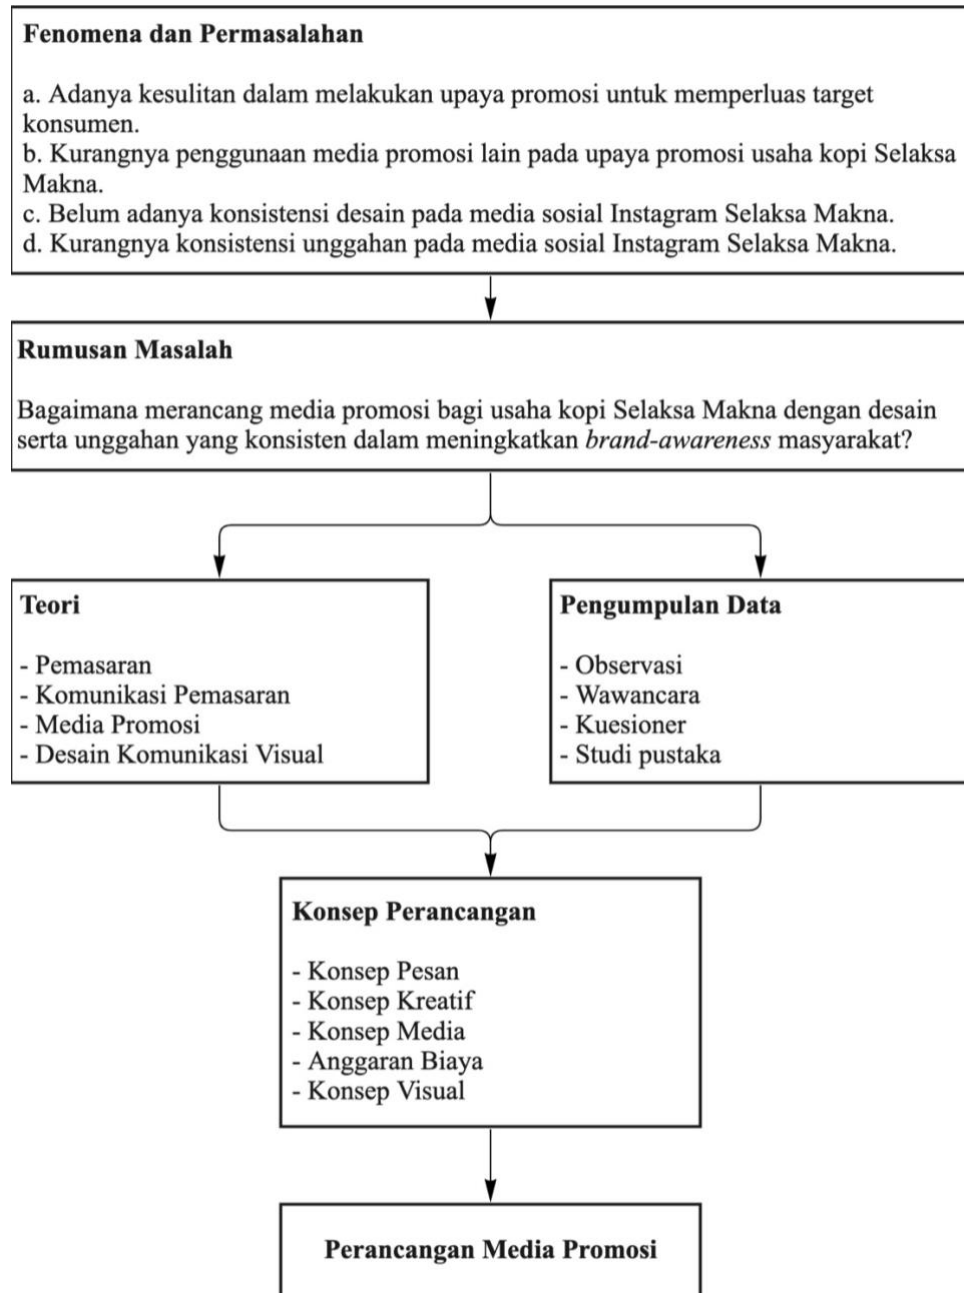 Fenomena dan Permasalahan
a. Adanya kesulitan dalam melakukan upaya promosi untuk memperluas target
konsumen.
b. Kurangnya penggunaan media promosi lain pada upaya promosi usaha kopi Selaksa
Makna.
c. Belum adanya konsistensi desain pada media sosial Instagram Selaksa Makna.
d. Kurangnya konsistensi unggahan pada media sosial Instagram Selaksa Makna.
Rumusan Masalah
Bagaimana merancang media promosi bagi usaha kopi Selaksa Makna dengan desain
serta unggahan yang konsisten dalam meningkatkan brand-awareness masyarakat?
Teori
- Pemasaran
- Komunikasi Pemasaran
- Media Promosi
- Desain Komunikasi Visual
Pengumpulan Data
- Observasi
- Wawancara
- Kuesioner
- Studi pustaka
Konsep Perancangan
- Konsep Pesan
- Konsep Kreatif
- Konsep Media
- Anggaran Biaya
- Konsep Visual
Perancangan Media Promosi